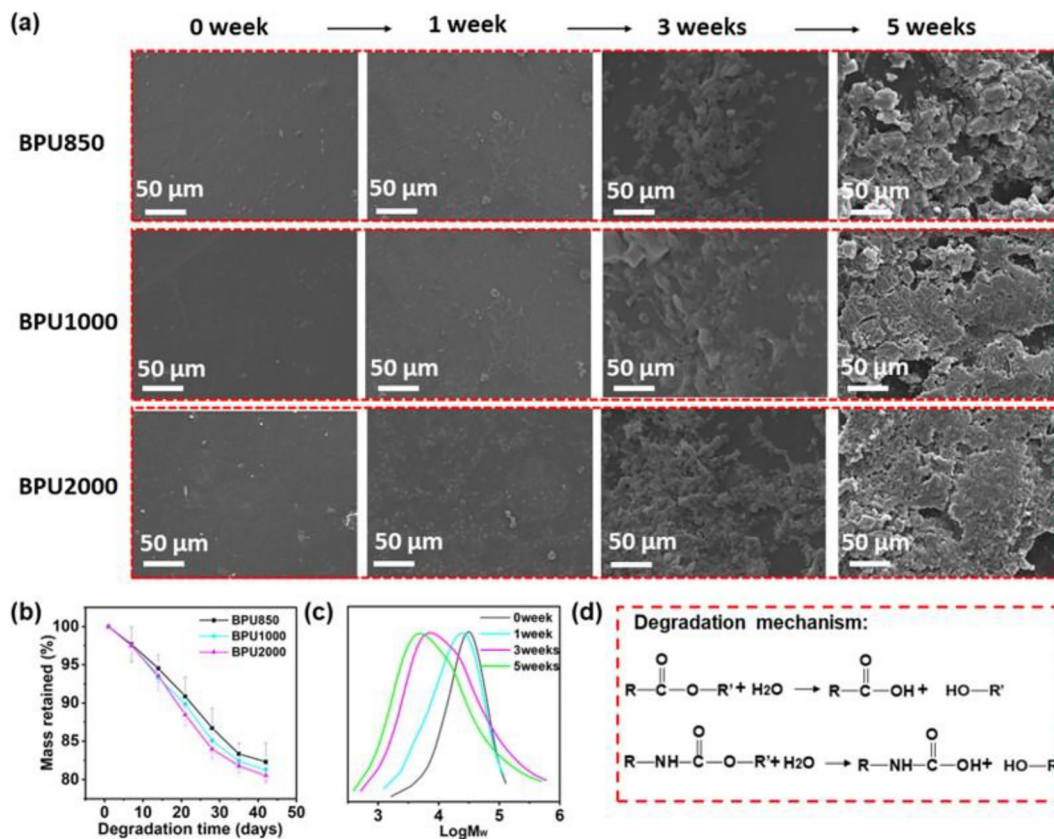 (a) 0 week 1 week 3 weeks 5 weeks
BPU850
50 µm 50 µm 50 µm 50 µm
BPU1000
50 µm 50 µm 50 µm 50 µm
BPU2000
50 µm 50 µm 50 µm 50 µm
(b)
BPU850
BPU1000
BPU2000
100
95
90
85
80
Mass retained (%)
0 10 20 30 40 50
Degradation time (days)
(c)
0week
1week
3weeks
5weeks
3 4 5 6
LogMw
(d)
Degradation mechanism:
O O
R—C—O—R'+H2O → R—C—OH+ HO—R'
O O
R—NH—C—O—R'+H2O → R—NH—C—OH+ HO—R